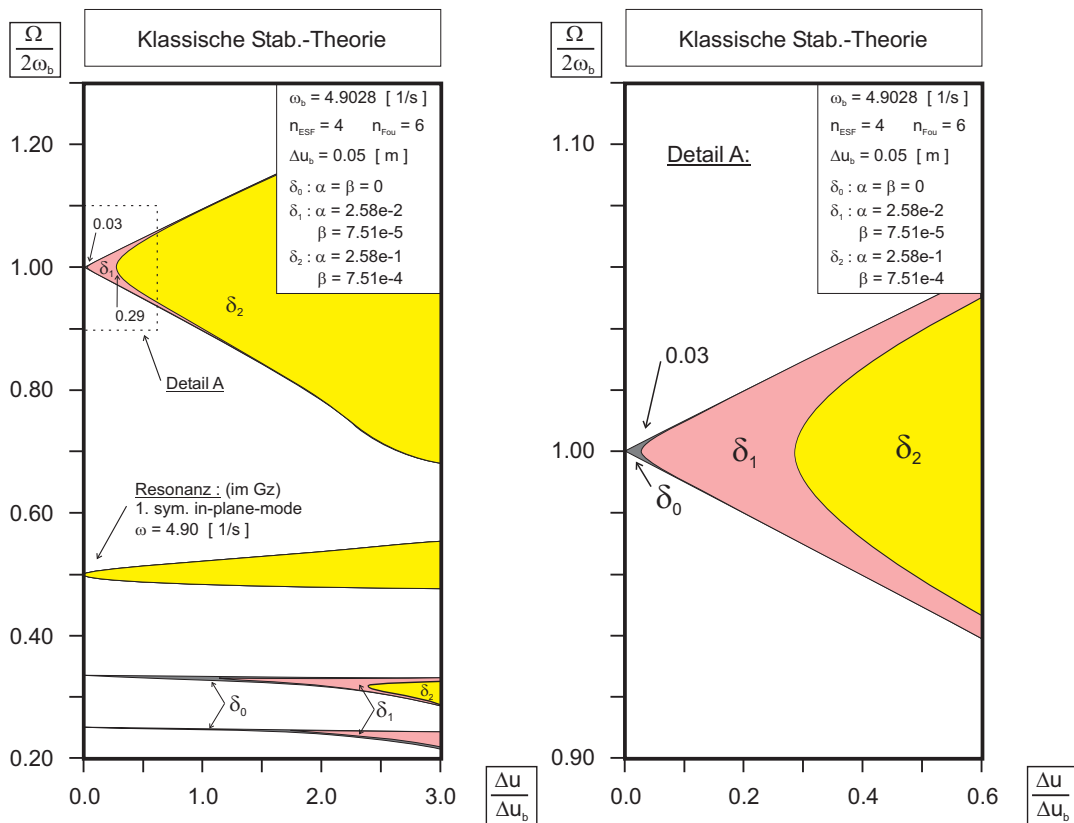 Ω
2ω_b
Klassische Stab.-Theorie
ω_b = 4.9028 [ 1/s ]
n_ESF = 4 n_Fou = 6
Δu_b = 0.05 [ m ]
δ_0 : α = β = 0
δ_1 : α = 2.58e-2
β = 7.51e-5
δ_2 : α = 2.58e-1
β = 7.51e-4
1.20
1.00
0.80
0.60
0.40
0.20
0.03
δ_1
0.29
δ_2
Detail A
Resonanz : (im Gz)
1. sym. in-plane-mode
ω = 4.90 [ 1/s ]
δ_2
δ_0
δ_1
0.0 1.0 2.0 3.0
Δu
Δu_b
Ω
2ω_b
Klassische Stab.-Theorie
ω_b = 4.9028 [ 1/s ]
n_ESF = 4 n_Fou = 6
Δu_b = 0.05 [ m ]
δ_0 : α = β = 0
δ_1 : α = 2.58e-2
β = 7.51e-5
δ_2 : α = 2.58e-1
β = 7.51e-4
Detail A:
1.10
1.00
0.90
0.03
δ_1
δ_2
δ_0
0.0 0.2 0.4 0.6
Δu
Δu_b